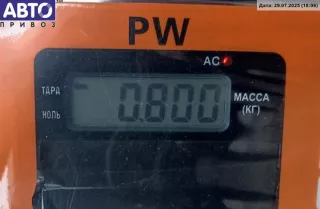 АВТО
ПРИВОЗ
Дата: 29.07.2025 (18:56)
PW
AC
ТАРА
НОЛЬ
0.800
МАССА
(КГ)